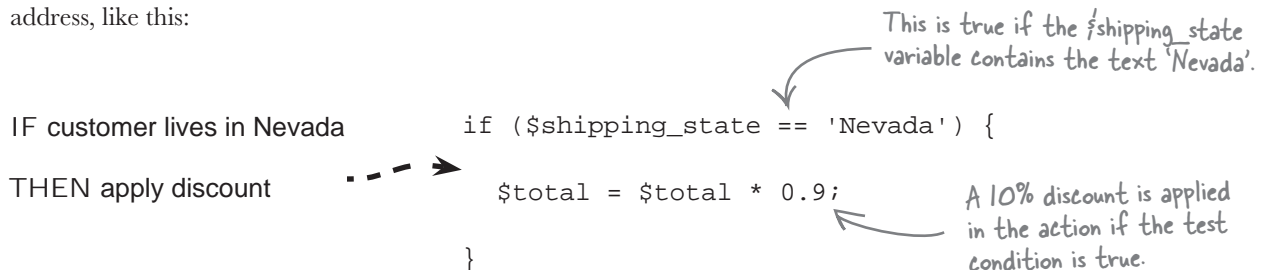 address, like this:
This is true if the $shipping_state
variable contains the text 'Nevada'.
IF customer lives in Nevada
if ($shipping_state == 'Nevada') {
THEN apply discount
$total = $total * 0.9;
A 10% discount is applied
in the action if the test
condition is true.
}